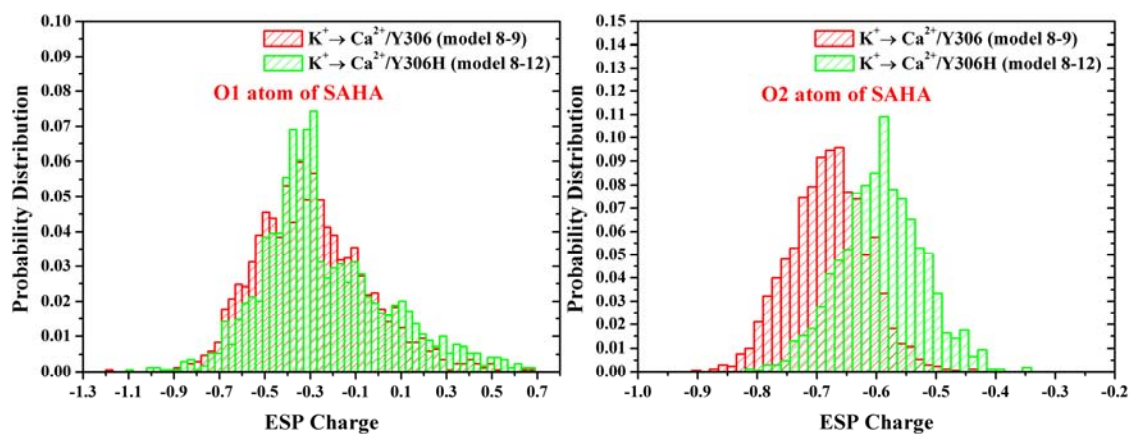 K⁺→ Ca²⁺/Y306 (model 8-9)
K⁺→ Ca²⁺/Y306H (model 8-12)
O1 atom of SAHA
Probability Distribution
0.10
0.09
0.08
0.07
0.06
0.05
0.04
0.03
0.02
0.01
0.00
-1.3 -1.1 -0.9 -0.7 -0.5 -0.3 -0.1 0.1 0.3 0.5 0.7
ESP Charge
K⁺→ Ca²⁺/Y306 (model 8-9)
K⁺→ Ca²⁺/Y306H (model 8-12)
O2 atom of SAHA
Probability Distribution
0.15
0.14
0.13
0.12
0.11
0.10
0.09
0.08
0.07
0.06
0.05
0.04
0.03
0.02
0.01
0.00
-1.0 -0.9 -0.8 -0.7 -0.6 -0.5 -0.4 -0.3 -0.2
ESP Charge